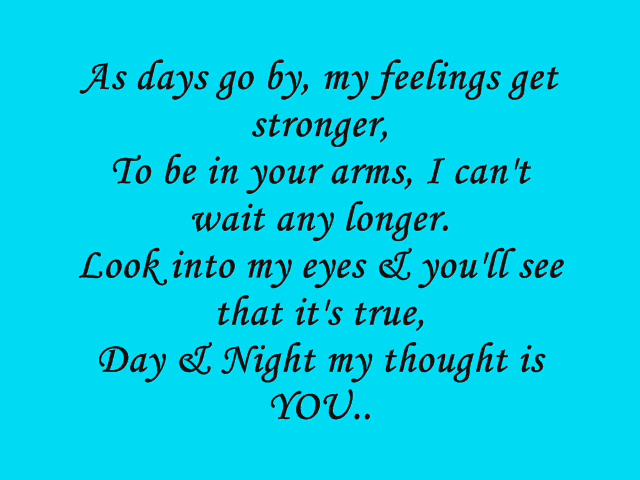 As days go by, my feelings get
stronger,
To be in your arms, I can't
wait any longer.
Look into my eyes & you'll see
that it's true,
Day & Night my thought is
YOU..